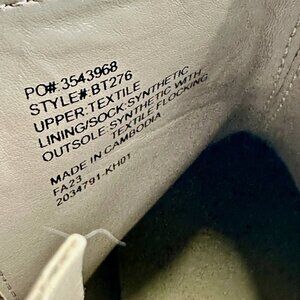 PO#:3543968
STYLE#:BT276
UPPER:TEXTILE
LINING/SOCK:SYNTHETIC
OUTSOLE:SYNTHETIC WITH
TEXTILE FLOCKING
MADE IN CAMBODIA
FA23
2034791-KH01